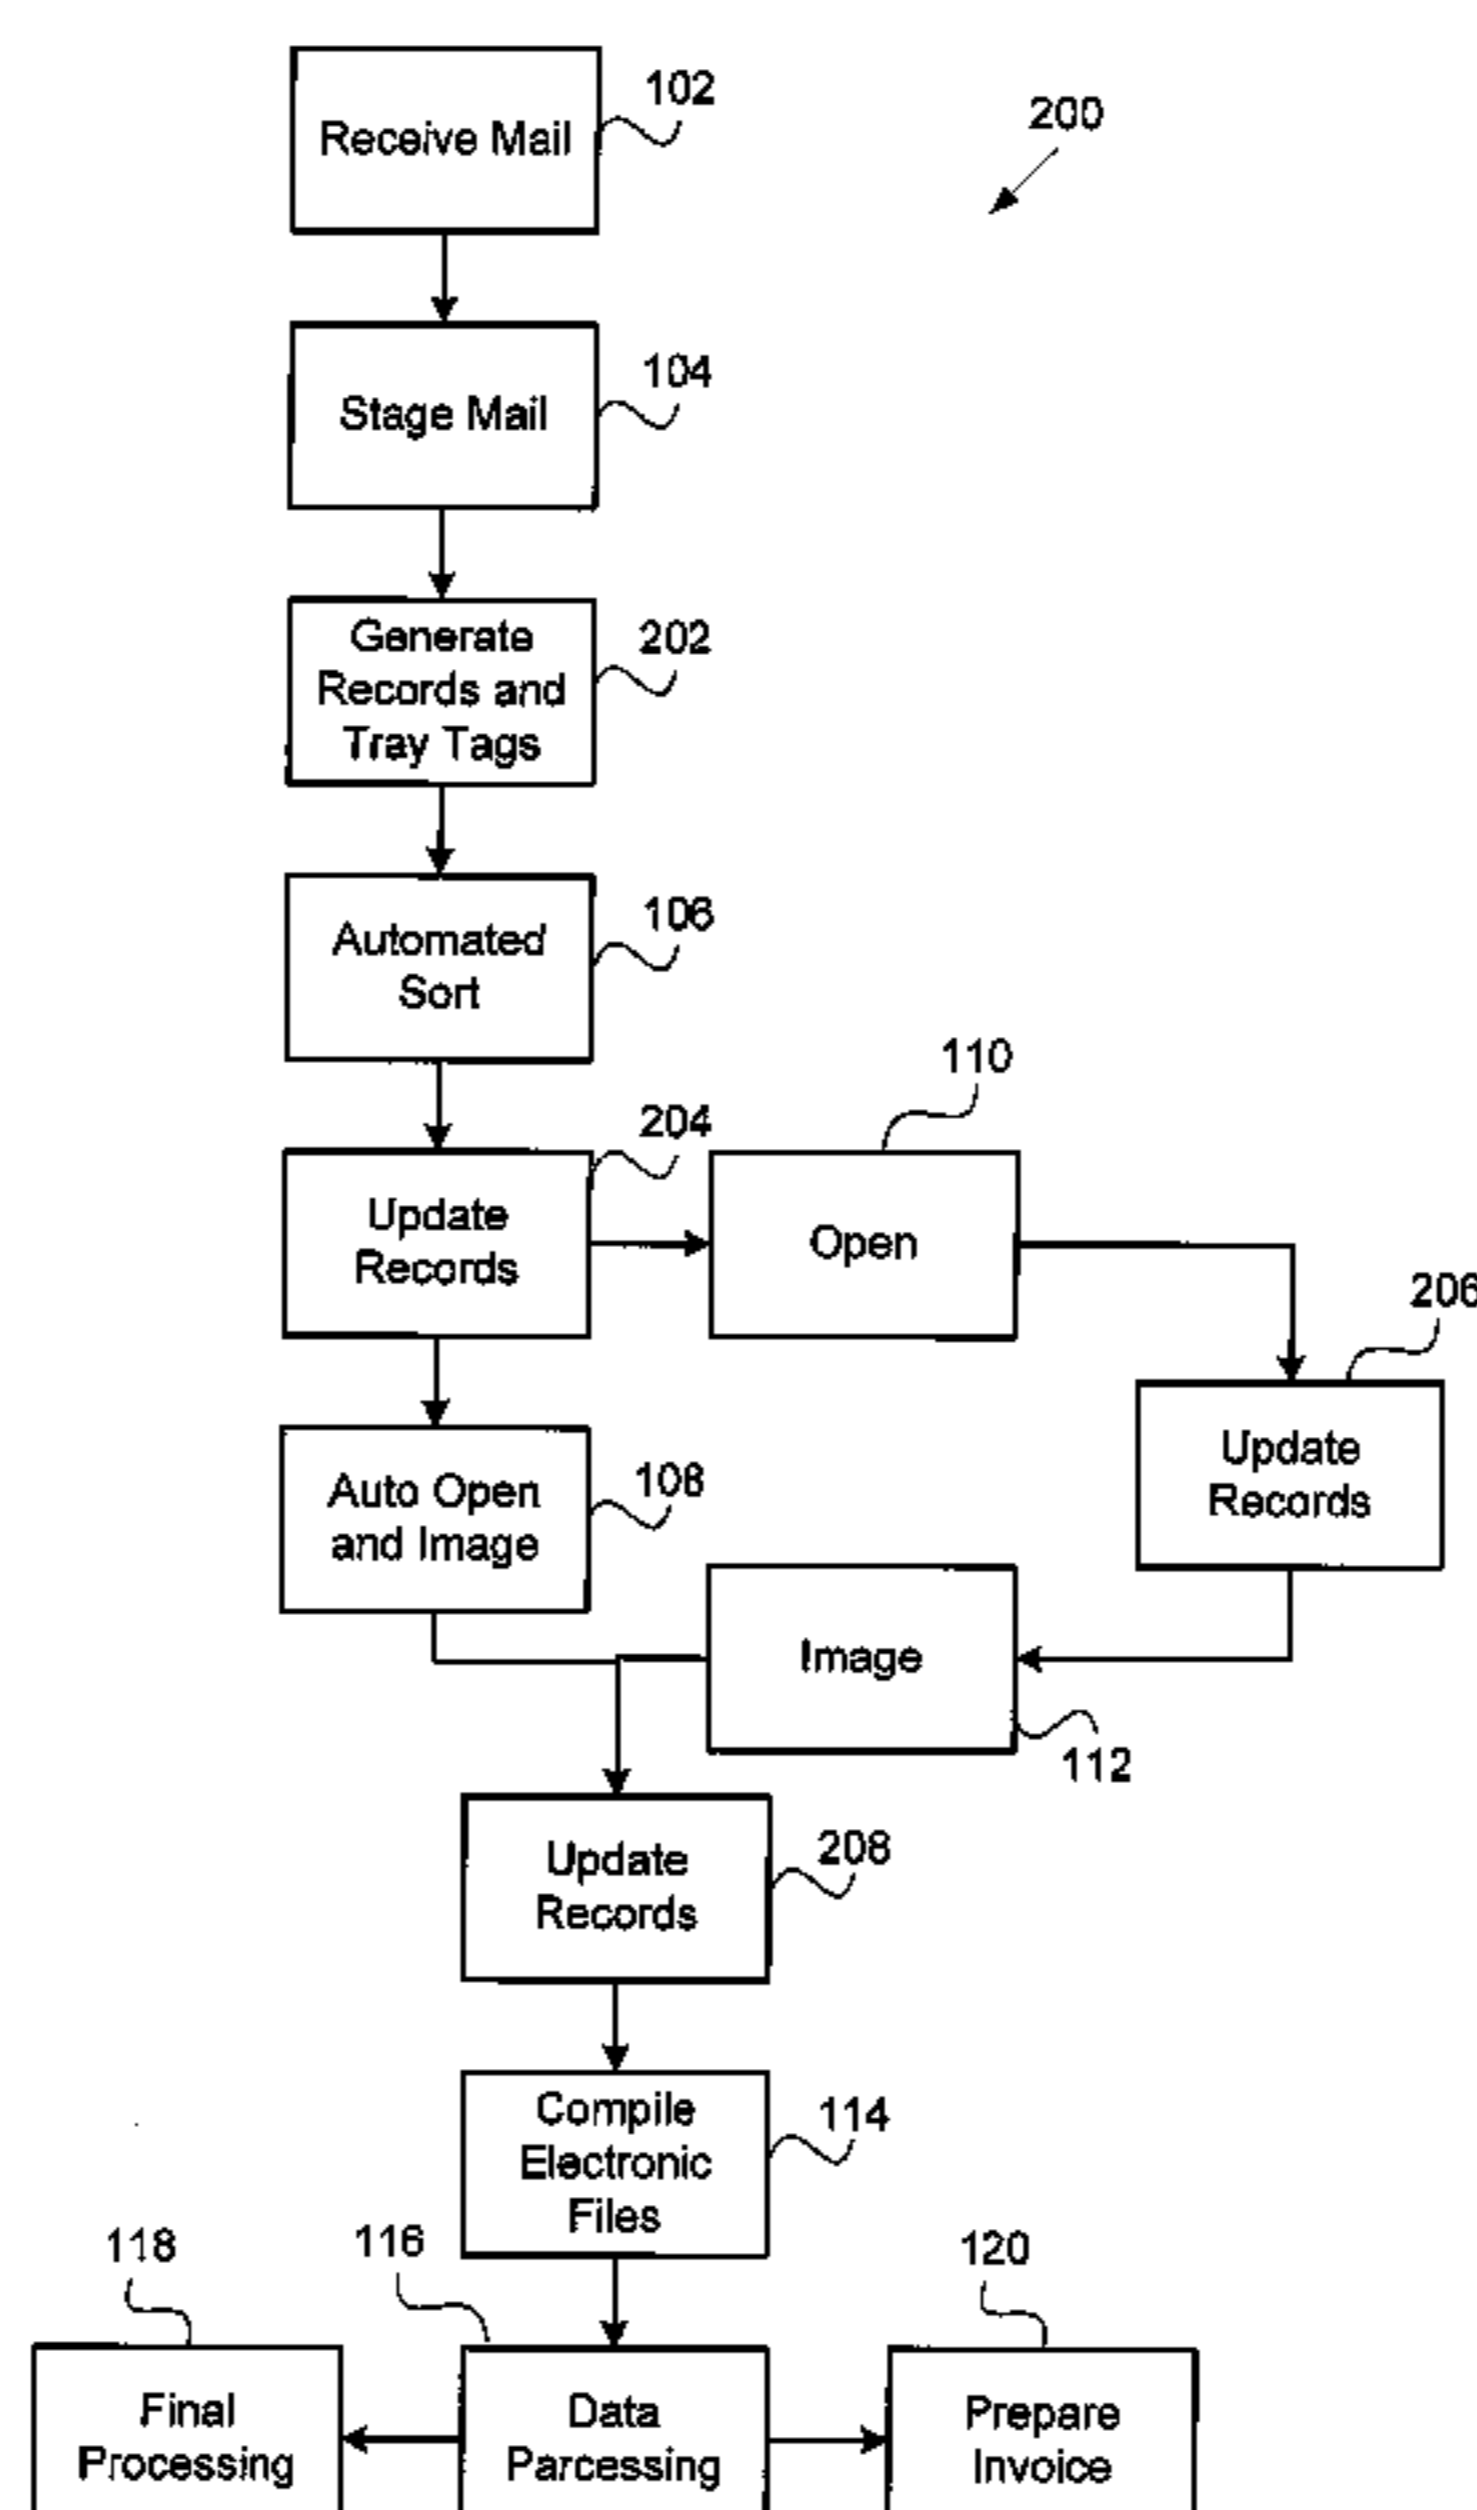 102
Receive Mail
200
104
Stage Mail
202
Generate
Records and
Tray Tags
106
Automated
Sort
110
204
Update
Records
Open
206
Update
Records
108
Auto Open
and Image
Image
112
208
Update
Records
114
Compile
Electronic
Files
118
116
120
Final
Processing
Data
Parcessing
Prepare
Invoice